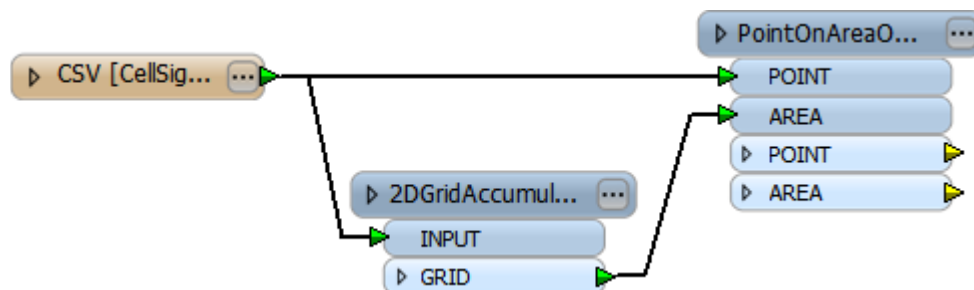 PointOnAreaO...
CSV [CellSig...
POINT
AREA
POINT
AREA
2DGridAccumul...
INPUT
GRID